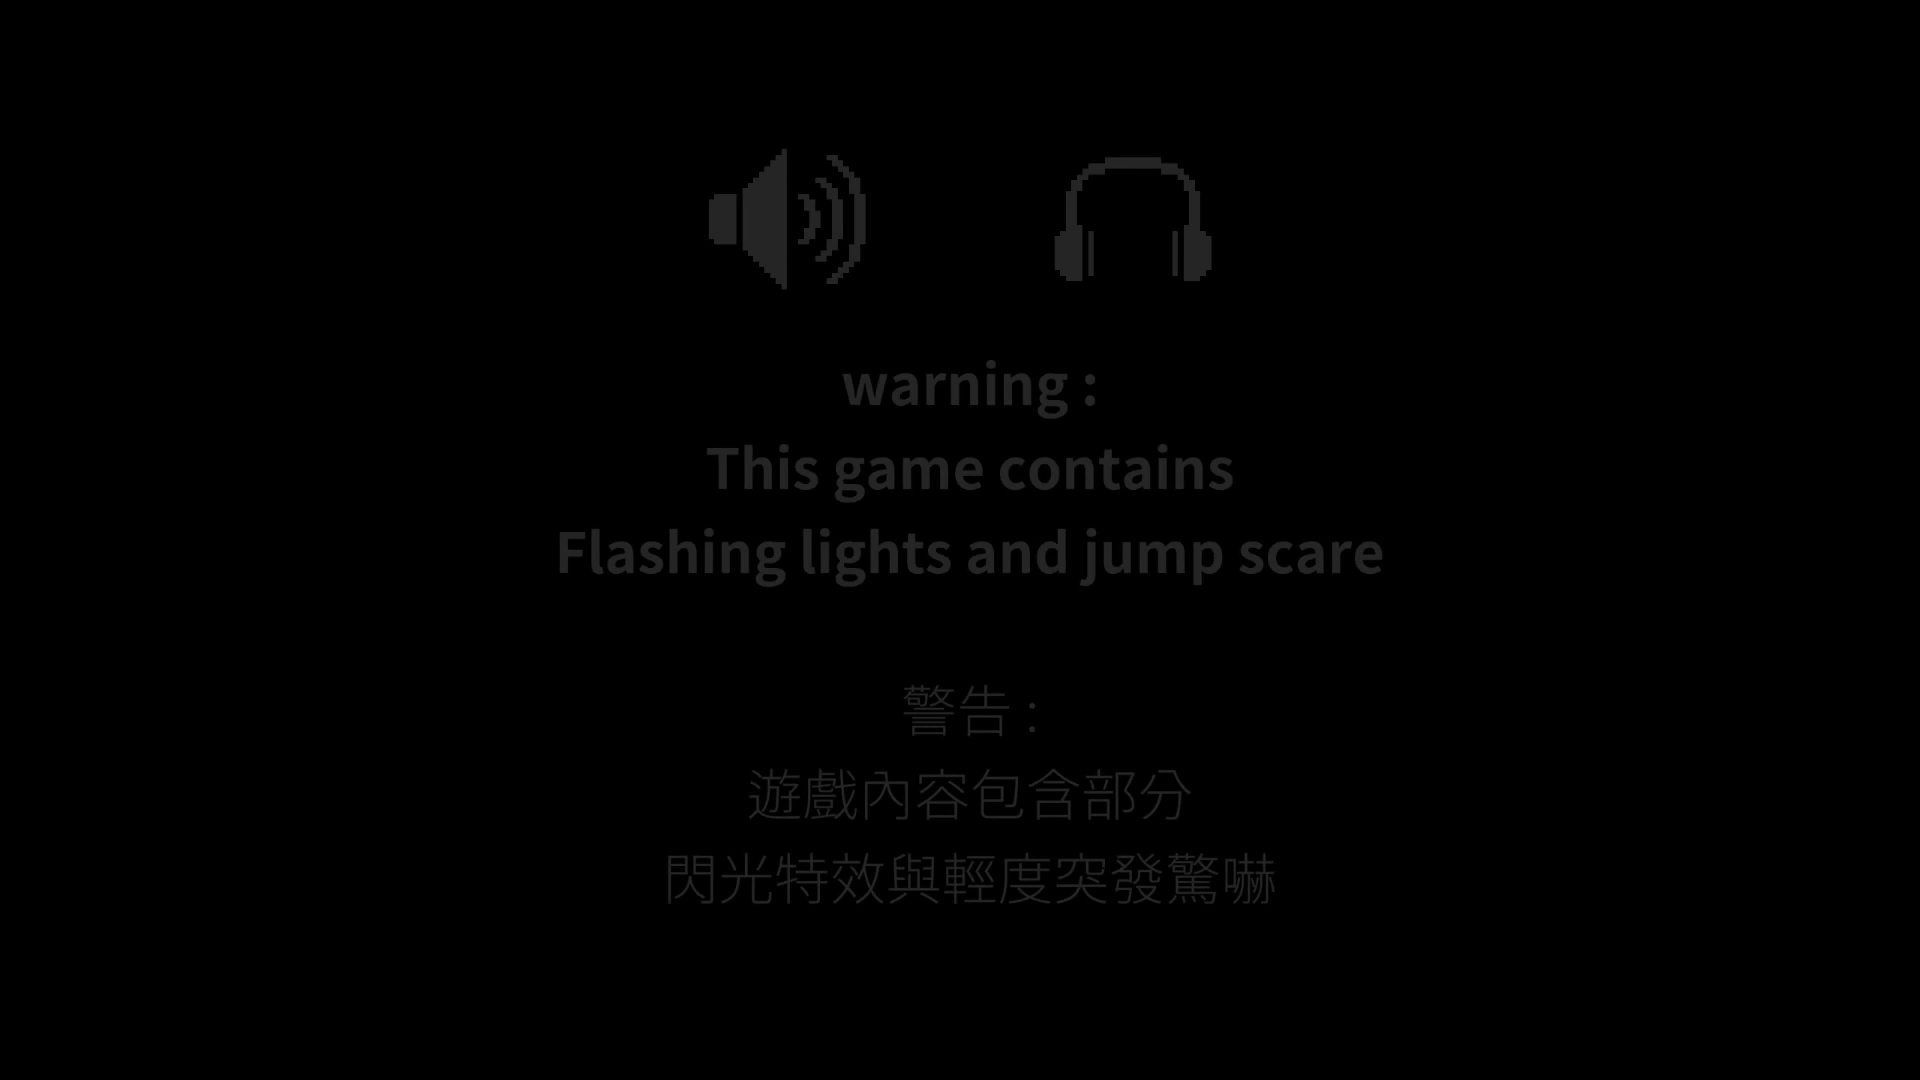 warning :
This game contains
Flashing lights and jump scare
警告 :
遊戲內容包含部分
閃光特效與輕度突發驚嚇